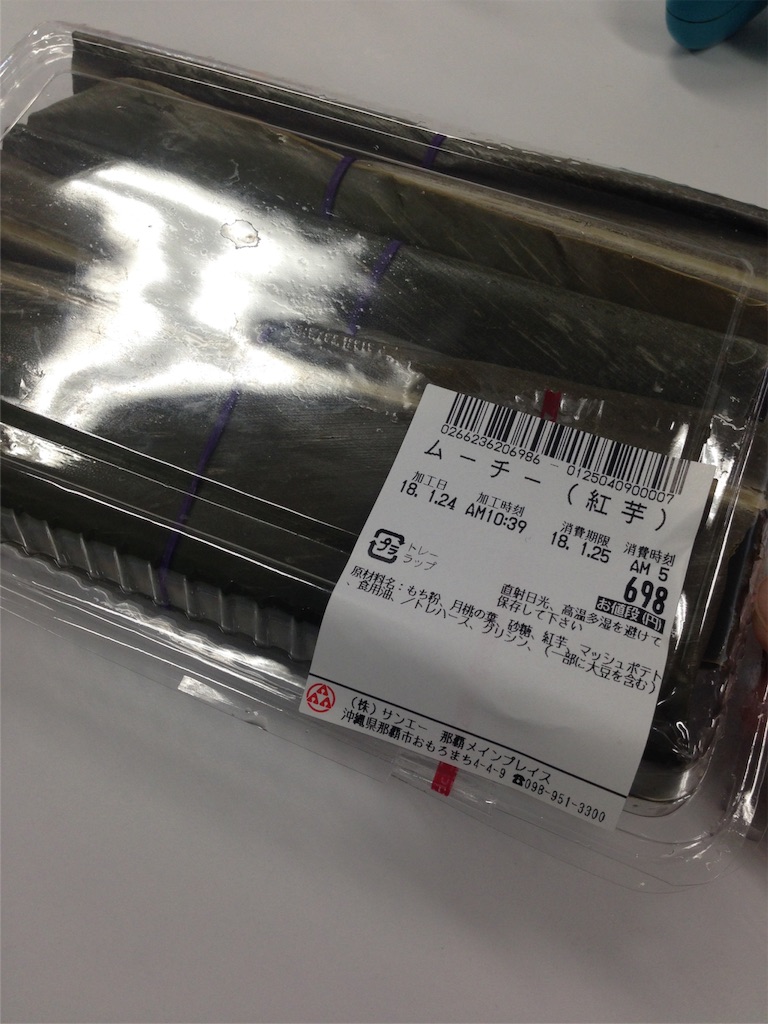 0266236206986 - 0125040900007
ムーチー(紅芋)
加工日 加工時刻 消費期限 消費時刻
18. 1.24 AM10:39 18. 1.25 AM 5
プラ トレー
ラップ
698
お値段(円)
直射日光、高温多湿を避けて
保存して下さい
原材料名:もち粉、月桃の葉、砂糖、紅芋、マッシュポテト
、食用油、/トレハース、グリシン、(一部に大豆を含む)
(株)サンエー 那覇メインプレイス
沖縄県那覇市おもろまち4-4-9 ☎098-951-3300